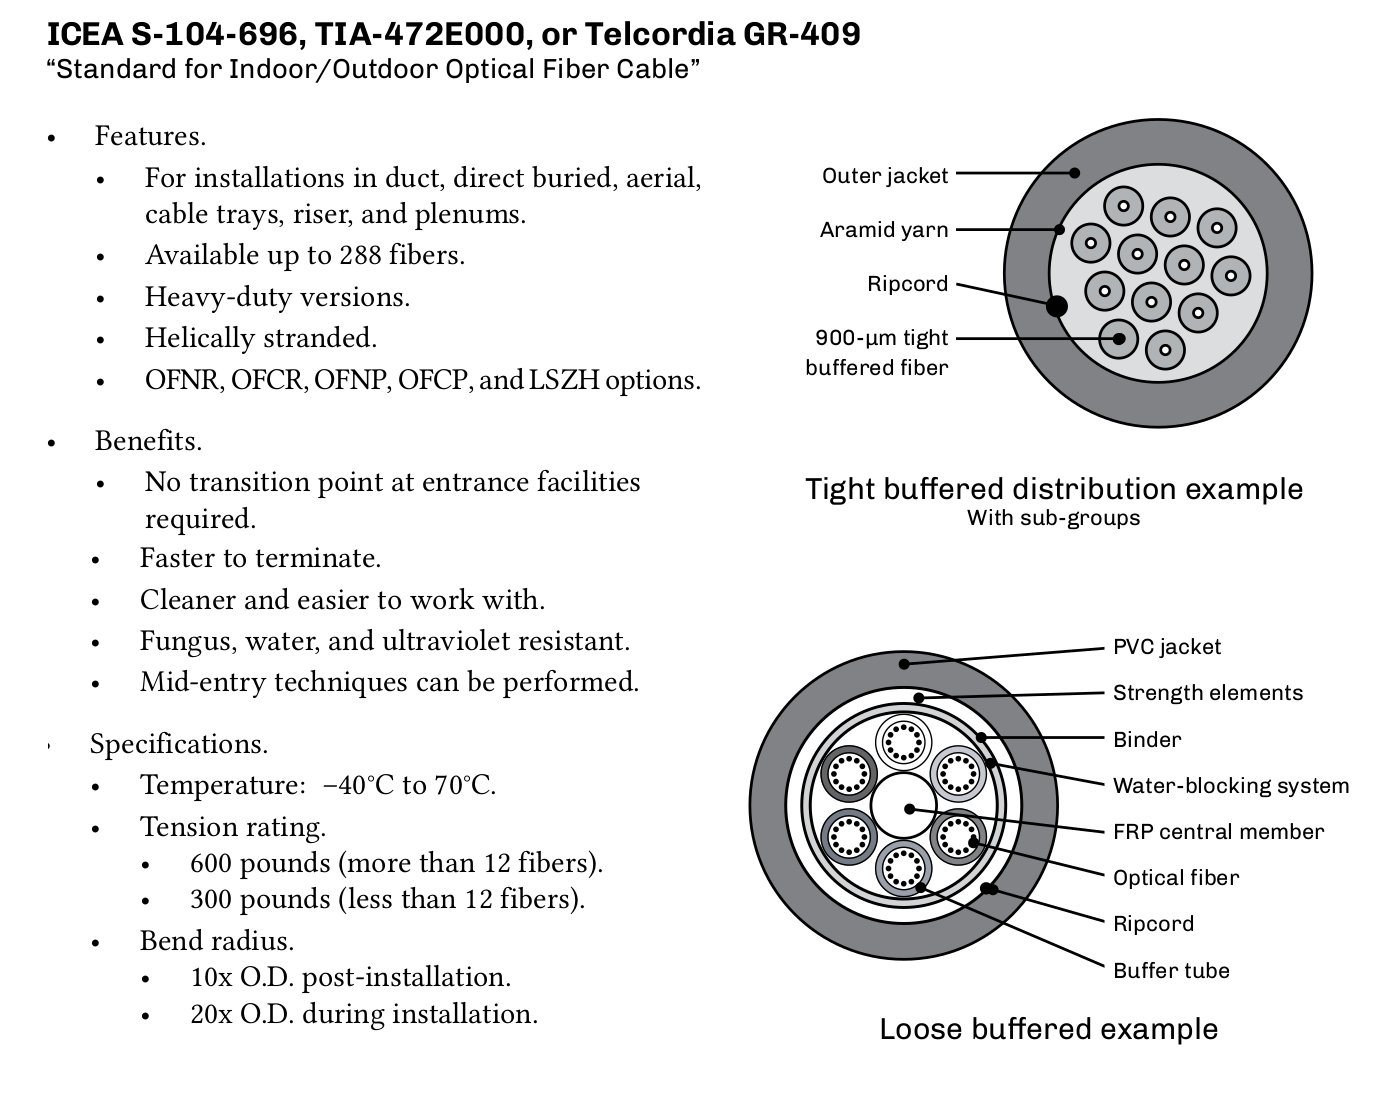 ICEA S-104-696, TIA-472E000, or Telcordia GR-409
“Standard for Indoor/Outdoor Optical Fiber Cable”
• Features.
• For installations in duct, direct buried, aerial,
cable trays, riser, and plenums.
• Available up to 288 fibers.
• Heavy-duty versions.
• Helically stranded.
• OFNR, OFCR, OFNP, OFCP, and LSZH options.
• Benefits.
• No transition point at entrance facilities
required.
• Faster to terminate.
• Cleaner and easier to work with.
• Fungus, water, and ultraviolet resistant.
• Mid-entry techniques can be performed.
• Specifications.
• Temperature: −40°C to 70°C.
• Tension rating.
• 600 pounds (more than 12 fibers).
• 300 pounds (less than 12 fibers).
• Bend radius.
• 10x O.D. post-installation.
• 20x O.D. during installation.
Outer jacket
Aramid yarn
Ripcord
900-µm tight
buffered fiber
Tight buffered distribution example
With sub-groups
PVC jacket
Strength elements
Binder
Water-blocking system
FRP central member
Optical fiber
Ripcord
Buffer tube
Loose buffered example